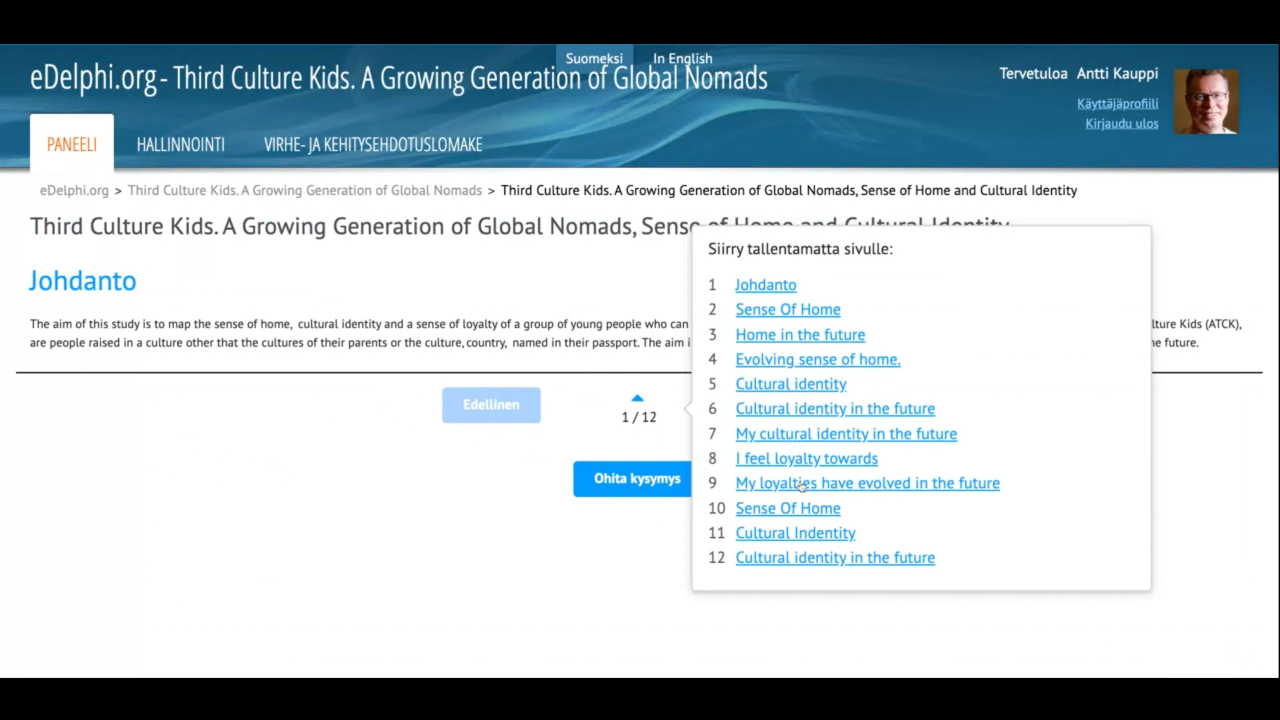 Suomeksi In English
eDelphi.org - Third Culture Kids. A Growing Generation of Global Nomads
Tervetuloa Antti Kauppi
Käyttäjäprofiili
Kirjaudu ulos
PANEELI HALLINNOINTI VIRHE- JA KEHITYSEHDOTUSLOMAKE
eDelphi.org > Third Culture Kids. A Growing Generation of Global Nomads > Third Culture Kids. A Growing Generation of Global Nomads, Sense of Home and Cultural Identity
Third Culture Kids. A Growing Generation of Global Nomads, Sense of Home and Cultural Identity
Johdanto
The aim of this study is to map the sense of home, cultural identity and a sense of loyalty of a group of young people who can lture Kids (ATCK),
are people raised in a culture other that the cultures of their parents or the culture, country, named in their passport. The aim i he future.
Edellinen
1 / 12
Ohita kysymys
Siirry tallentamatta sivulle:
1 Johdanto
2 Sense Of Home
3 Home in the future
4 Evolving sense of home.
5 Cultural identity
6 Cultural identity in the future
7 My cultural identity in the future
8 I feel loyalty towards
9 My loyalties have evolved in the future
10 Sense Of Home
11 Cultural Indentity
12 Cultural identity in the future